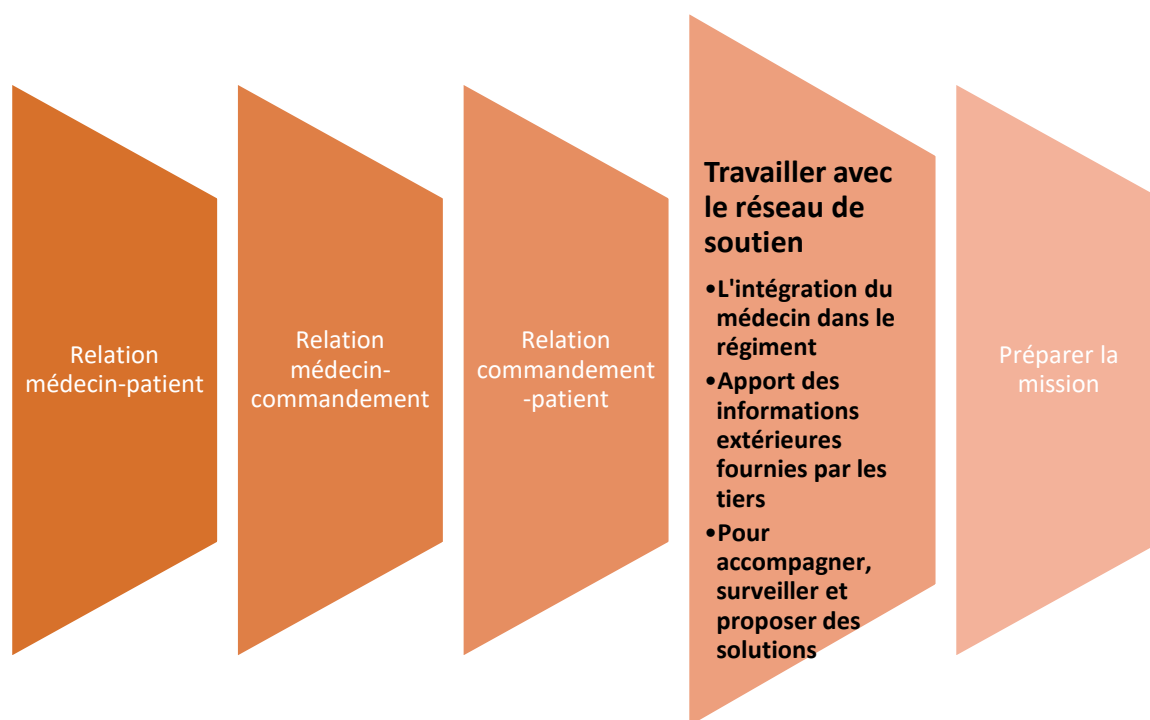 Relation
médecin-patient
Relation
médecin-
commandement
Relation
commandement
-patient
Travailler avec
le réseau de
soutien
•L'intégration du
médecin dans le
régiment
•Apport des
informations
extérieures
fournies par les
tiers
•Pour
accompagner,
surveiller et
proposer des
solutions
Préparer la
mission